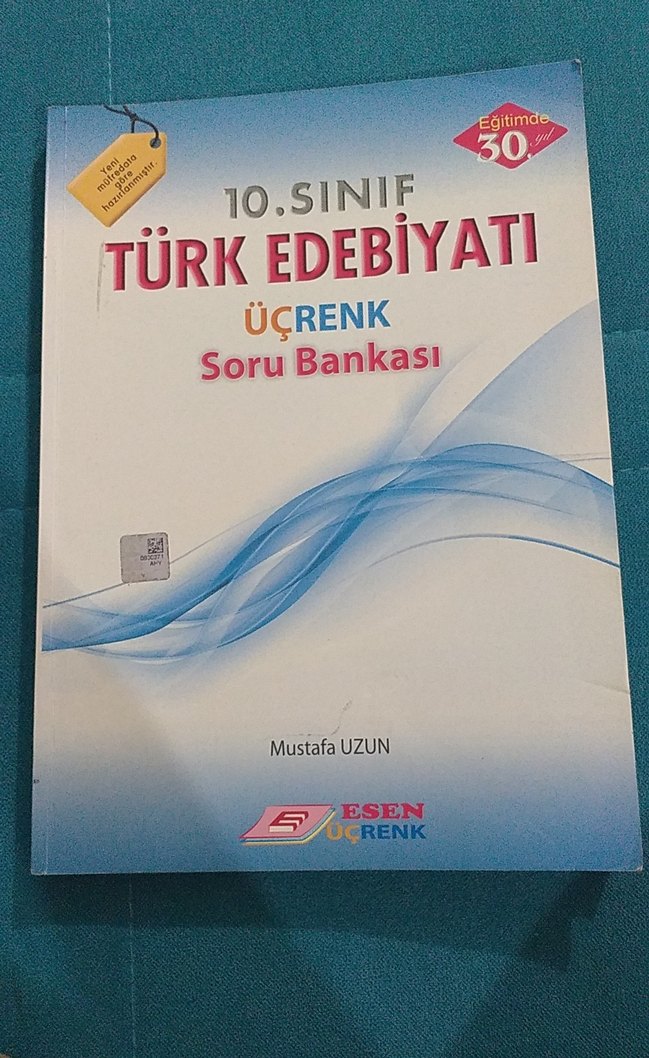 Yeni
müfredata
göre
hazırlanmıştır.
Eğitimde
30. yıl
10.SINIF
TÜRK EDEBİYATI
ÜÇRENK
Soru Bankası
Mustafa UZUN
ESEN
ÜÇRENK